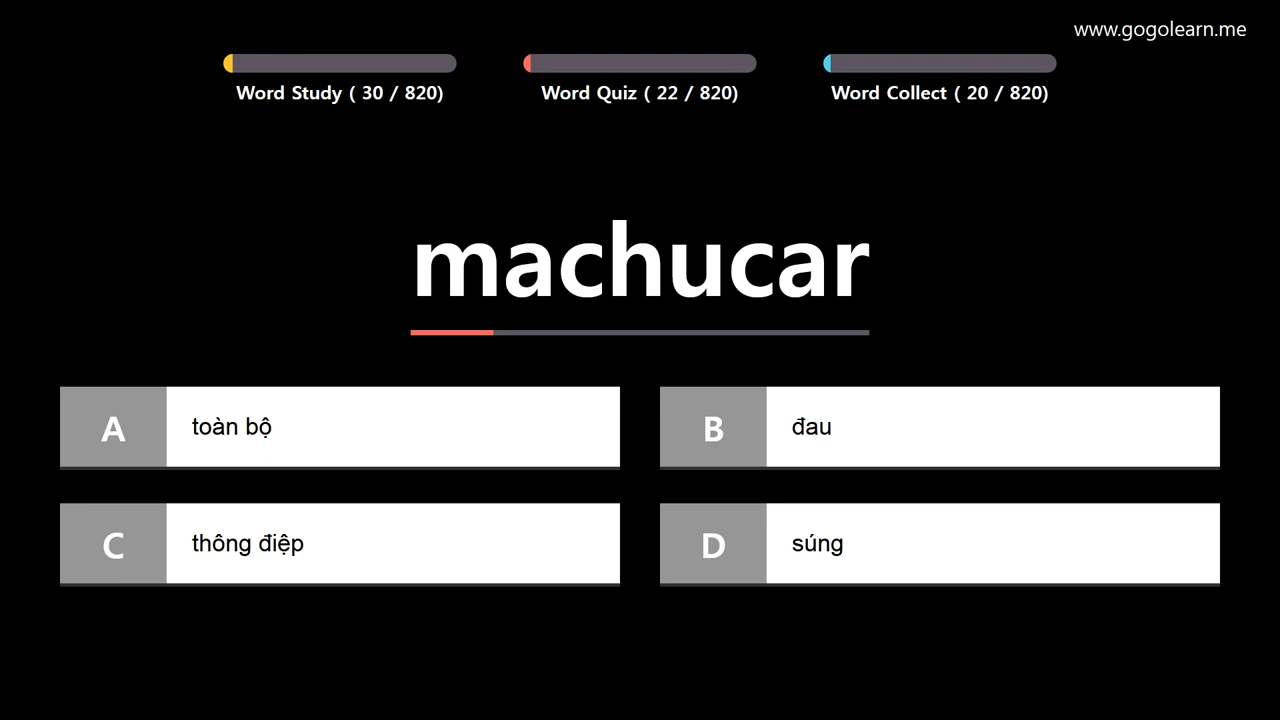 www.gogolearn.me
Word Study ( 30 / 820)
Word Quiz ( 22 / 820)
Word Collect ( 20 / 820)
machucar
A toàn bộ
B đau
C thông điệp
D súng